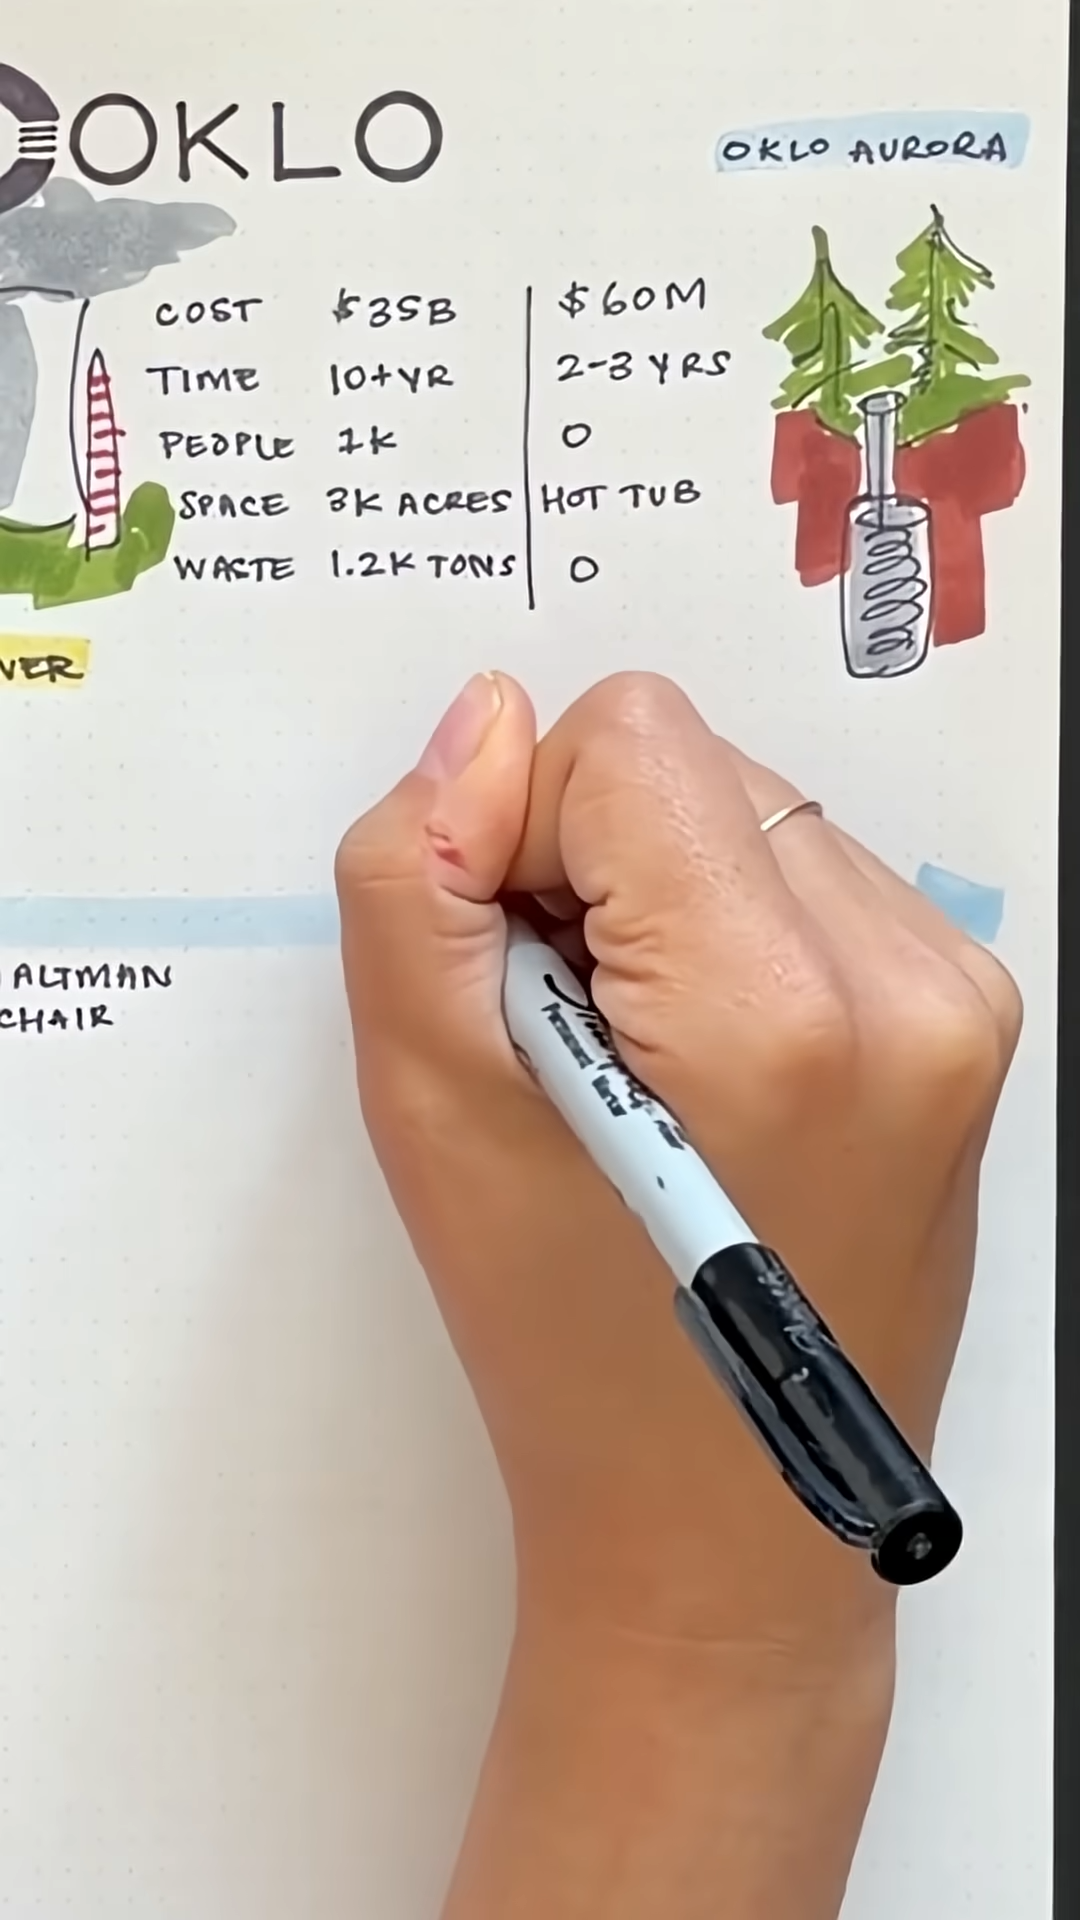 OKLO
OKLO AURORA
COST $35B $60M
TIME 10+YR 2-3 YRS
PEOPLE 1K 0
SPACE 3K ACRES HOT TUB
WASTE 1.2K TONS 0
VER
ALTMAN
CHAIR